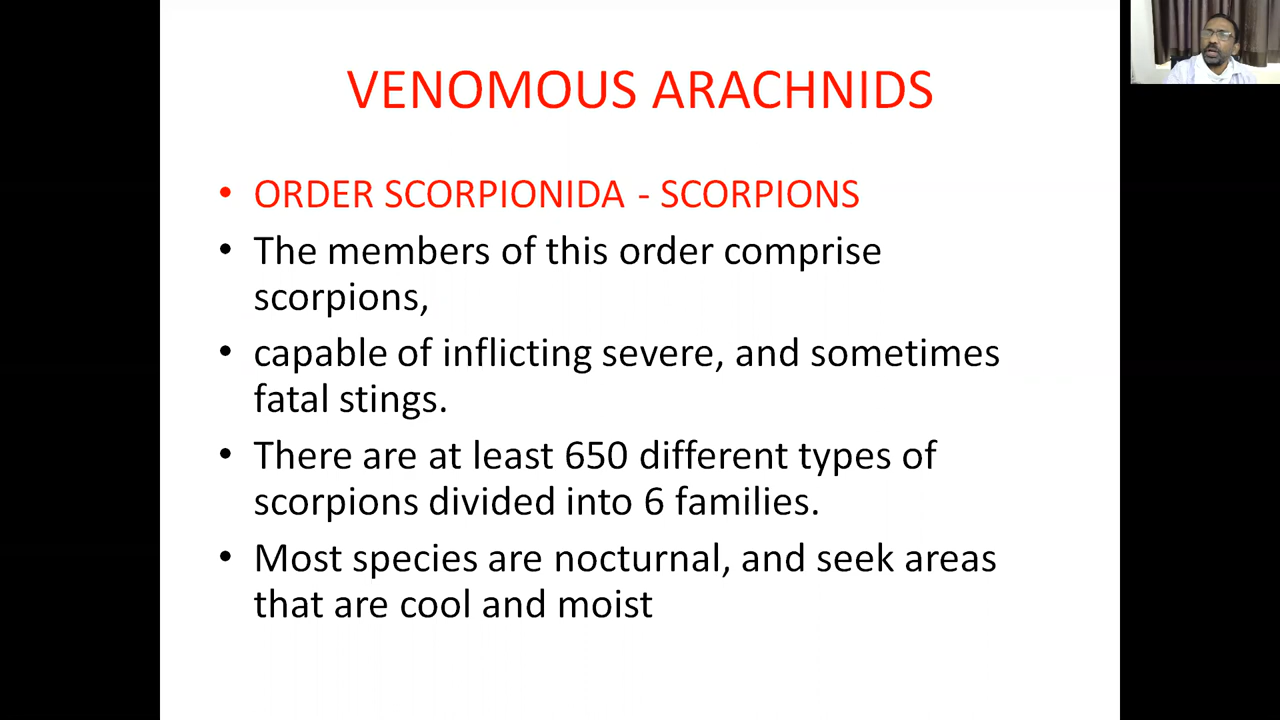 VENOMOUS ARACHNIDS
• ORDER SCORPIONIDA - SCORPIONS
• The members of this order comprise
scorpions,
• capable of inflicting severe, and sometimes
fatal stings.
• There are at least 650 different types of
scorpions divided into 6 families.
• Most species are nocturnal, and seek areas
that are cool and moist